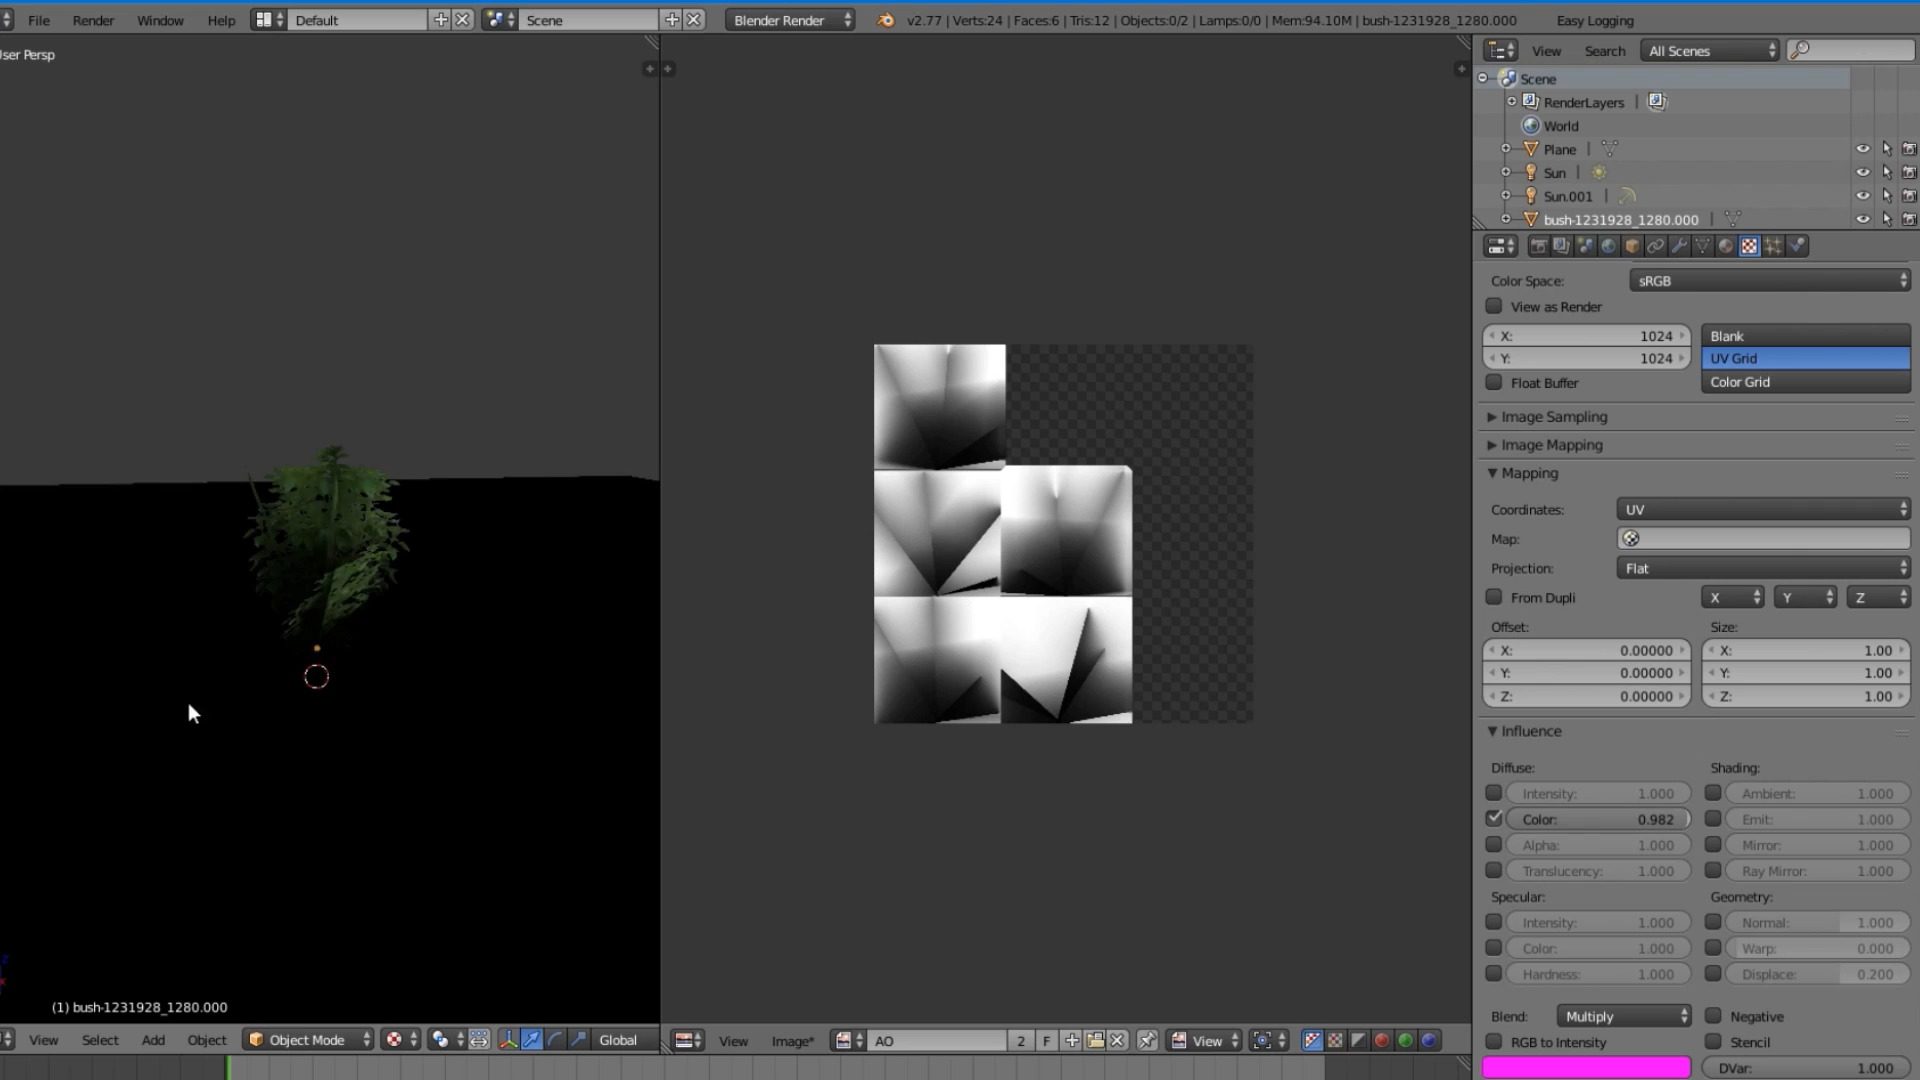 File Render Window Help Default Scene Blender Render v2.77 | Verts:24 | Faces:6 | Tris:12 | Objects:0/2 | Lamps:0/0 | Mem:94.10M | bush-1231928_1280.000 Easy Logging
ser Persp
View Search All Scenes
Scene
RenderLayers |
World
Plane |
Sun |
Sun.001 |
bush-1231928_1280.000 |
Color Space: sRGB
View as Render
X: 1024 Blank
Y: 1024 UV Grid
Float Buffer Color Grid
Image Sampling
Image Mapping
Mapping
Coordinates: UV
Map:
Projection: Flat
From Dupli X Y Z
Offset: Size:
X: 0.00000 X: 1.00
Y: 0.00000 Y: 1.00
Z: 0.00000 Z: 1.00
Influence
Diffuse: Shading:
Intensity: 1.000 Ambient: 1.000
Color: 0.982 Emit: 1.000
Alpha: 1.000 Mirror: 1.000
Translucency: 1.000 Ray Mirror: 1.000
Specular: Geometry:
Intensity: 1.000 Normal: 1.000
Color: 1.000 Warp: 0.000
Hardness: 1.000 Displace: 0.200
Blend: Multiply Negative
RGB to Intensity Stencil
DVar: 1.000
z
x
(1) bush-1231928_1280.000
View Select Add Object Object Mode Global
View Image* AO 2 F View